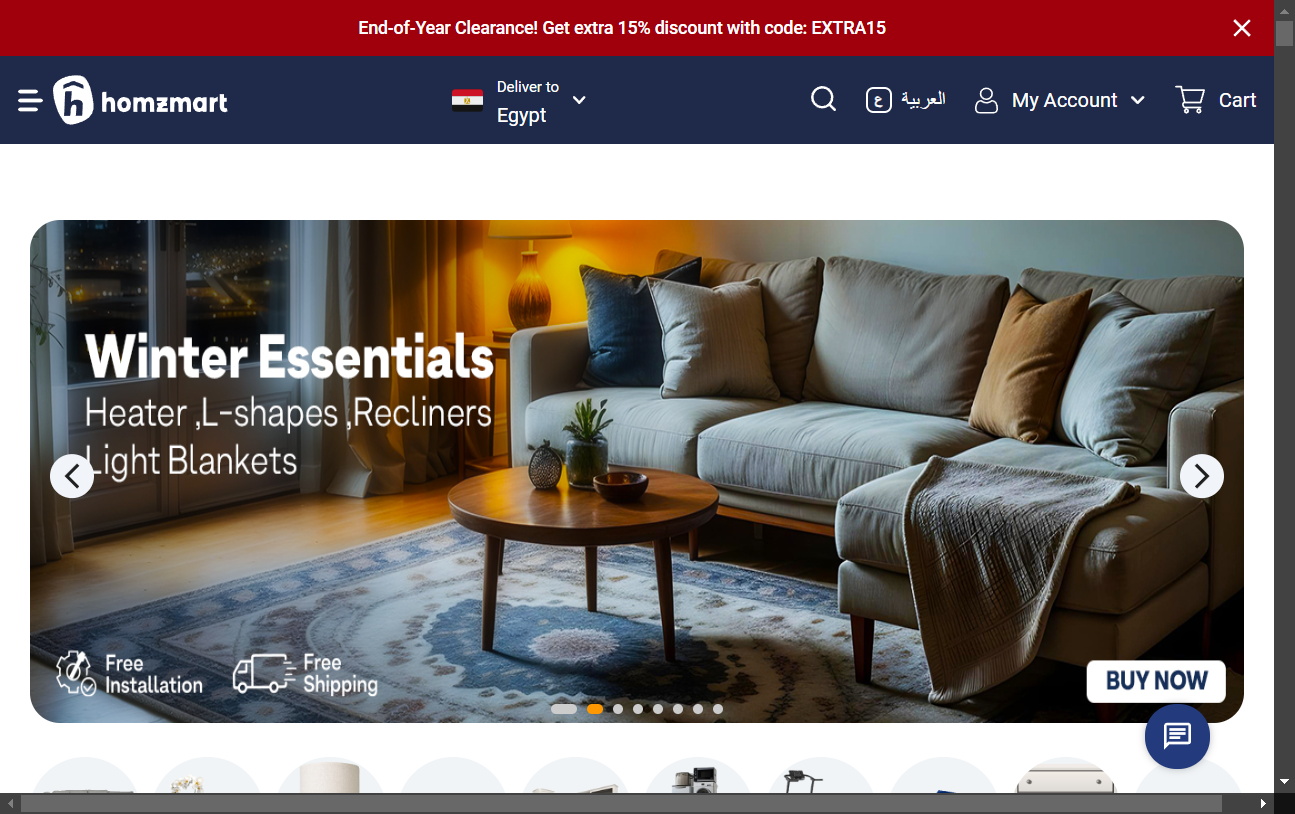 End-of-Year Clearance! Get extra 15% discount with code: EXTRA15
homzmart
Deliver to
Egypt
ع العربية
My Account
Cart
Winter Essentials
Heater ,L-shapes ,Recliners
Light Blankets
Free
Installation
Free
Shipping
BUY NOW